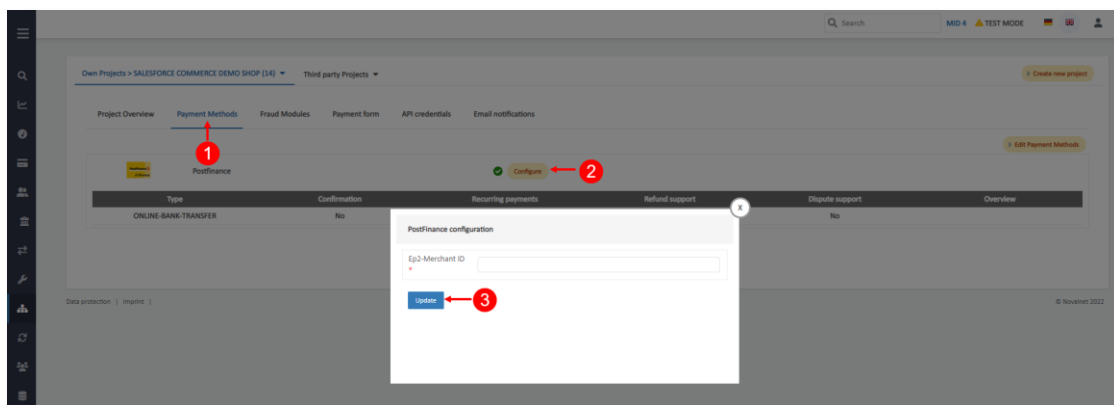 Search
MID 4 TEST MODE
Own Projects > SALESFORCE COMMERCE DEMO SHOP (14) Third party Projects
> Create new project
Project Overview Payment Methods Fraud Modules Payment form API credentials Email notifications
1
> Edit Payment Methods
Postfinance
Configure
2
Type Confirmation Recurring payments Refund support Dispute support Overview
x
ONLINE-BANK-TRANSFER No No
PostFinance configuration
Ep2-Merchant ID
*
Update
3
Data protection | Imprint |
© Novalnet 2022